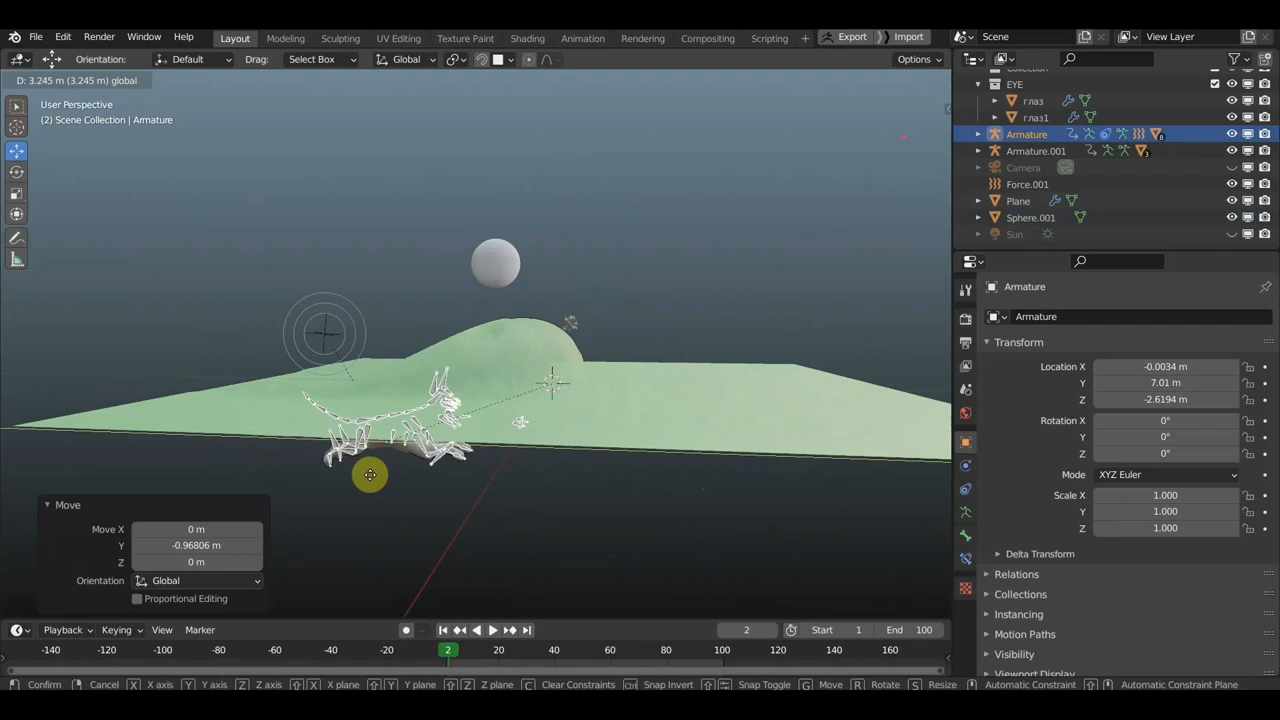 File Edit Render Window Help Layout Modeling Sculpting UV Editing Texture Paint Shading Animation Rendering Compositing Scripting + Export Import Scene View Layer
Orientation: Default Drag: Select Box Global Options
D: 3.245 m (3.245 m) global
User Perspective
(2) Scene Collection | Armature
EYE
глаз
глаз1
Armature
Armature.001
Camera
Force.001
Plane
Sphere.001
Sun
Armature
Armature
Transform
Location X -0.0034 m
Y 7.01 m
Z -2.6194 m
Rotation X 0°
Y 0°
Z 0°
Mode XYZ Euler
Scale X 1.000
Y 1.000
Z 1.000
Delta Transform
Relations
Collections
Instancing
Motion Paths
Visibility
Viewport Display
Move
Move X 0 m
Y -0.96806 m
Z 0 m
Orientation Global
Proportional Editing
Playback Keying View Marker 2 Start 1 End 100
-140 -120 -100 -80 -60 -40 -20 2 20 40 60 80 100 120 140 160
Confirm Cancel X X axis Y Y axis Z Z axis X X plane Y Y plane Z Z plane C Clear Constraints Ctrl Snap Invert Snap Toggle G Move R Rotate S Resize Automatic Constraint Automatic Constraint Plane